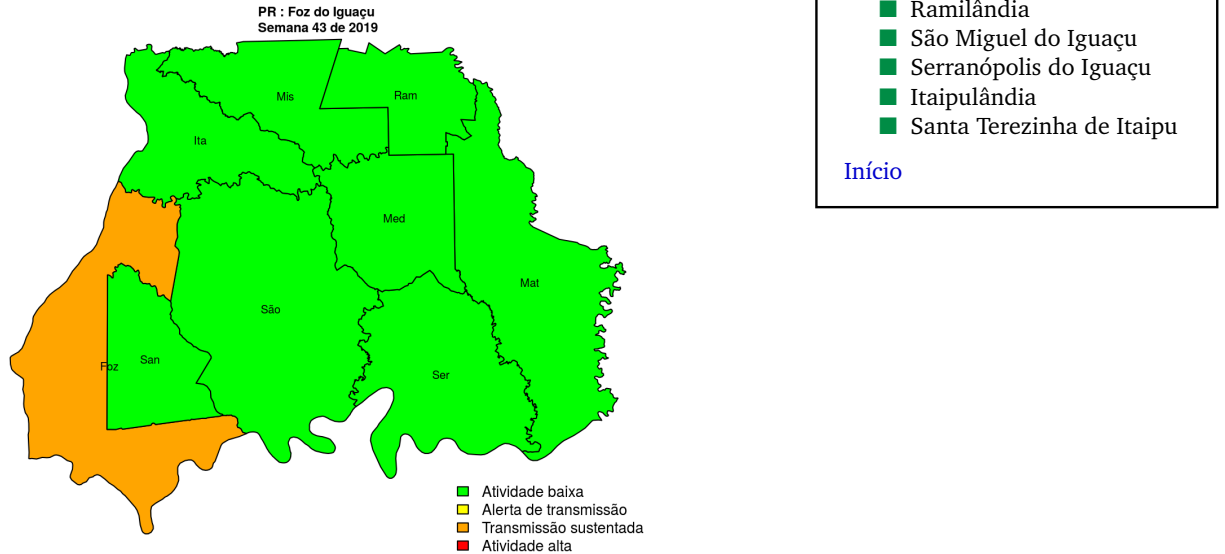 PR : Foz do Iguaçu
Semana 43 de 2019
Mis
Ram
Ita
Med
Mat
São
Foz
San
Ser
Atividade baixa
Alerta de transmissão
Transmissão sustentada
Atividade alta
Ramilândia
São Miguel do Iguaçu
Serranópolis do Iguaçu
Itaipulândia
Santa Terezinha de Itaipu
Início